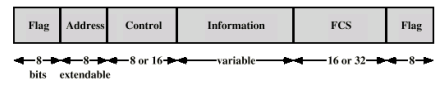 Flag Address Control Information FCS Flag
8 8 8 or 16 variable 16 or 32 8
bits extendable